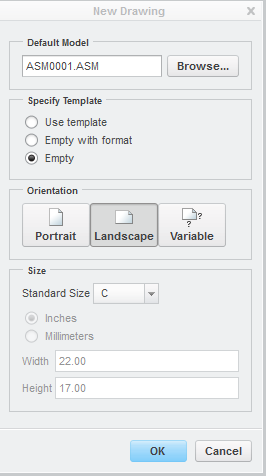 New Drawing
Default Model
ASM0001.ASM Browse...
Specify Template
Use template
Empty with format
Empty
Orientation
? ? ?
Portrait Landscape Variable
Size
Standard Size C
Inches
Millimeters
Width 22.00
Height 17.00
OK Cancel